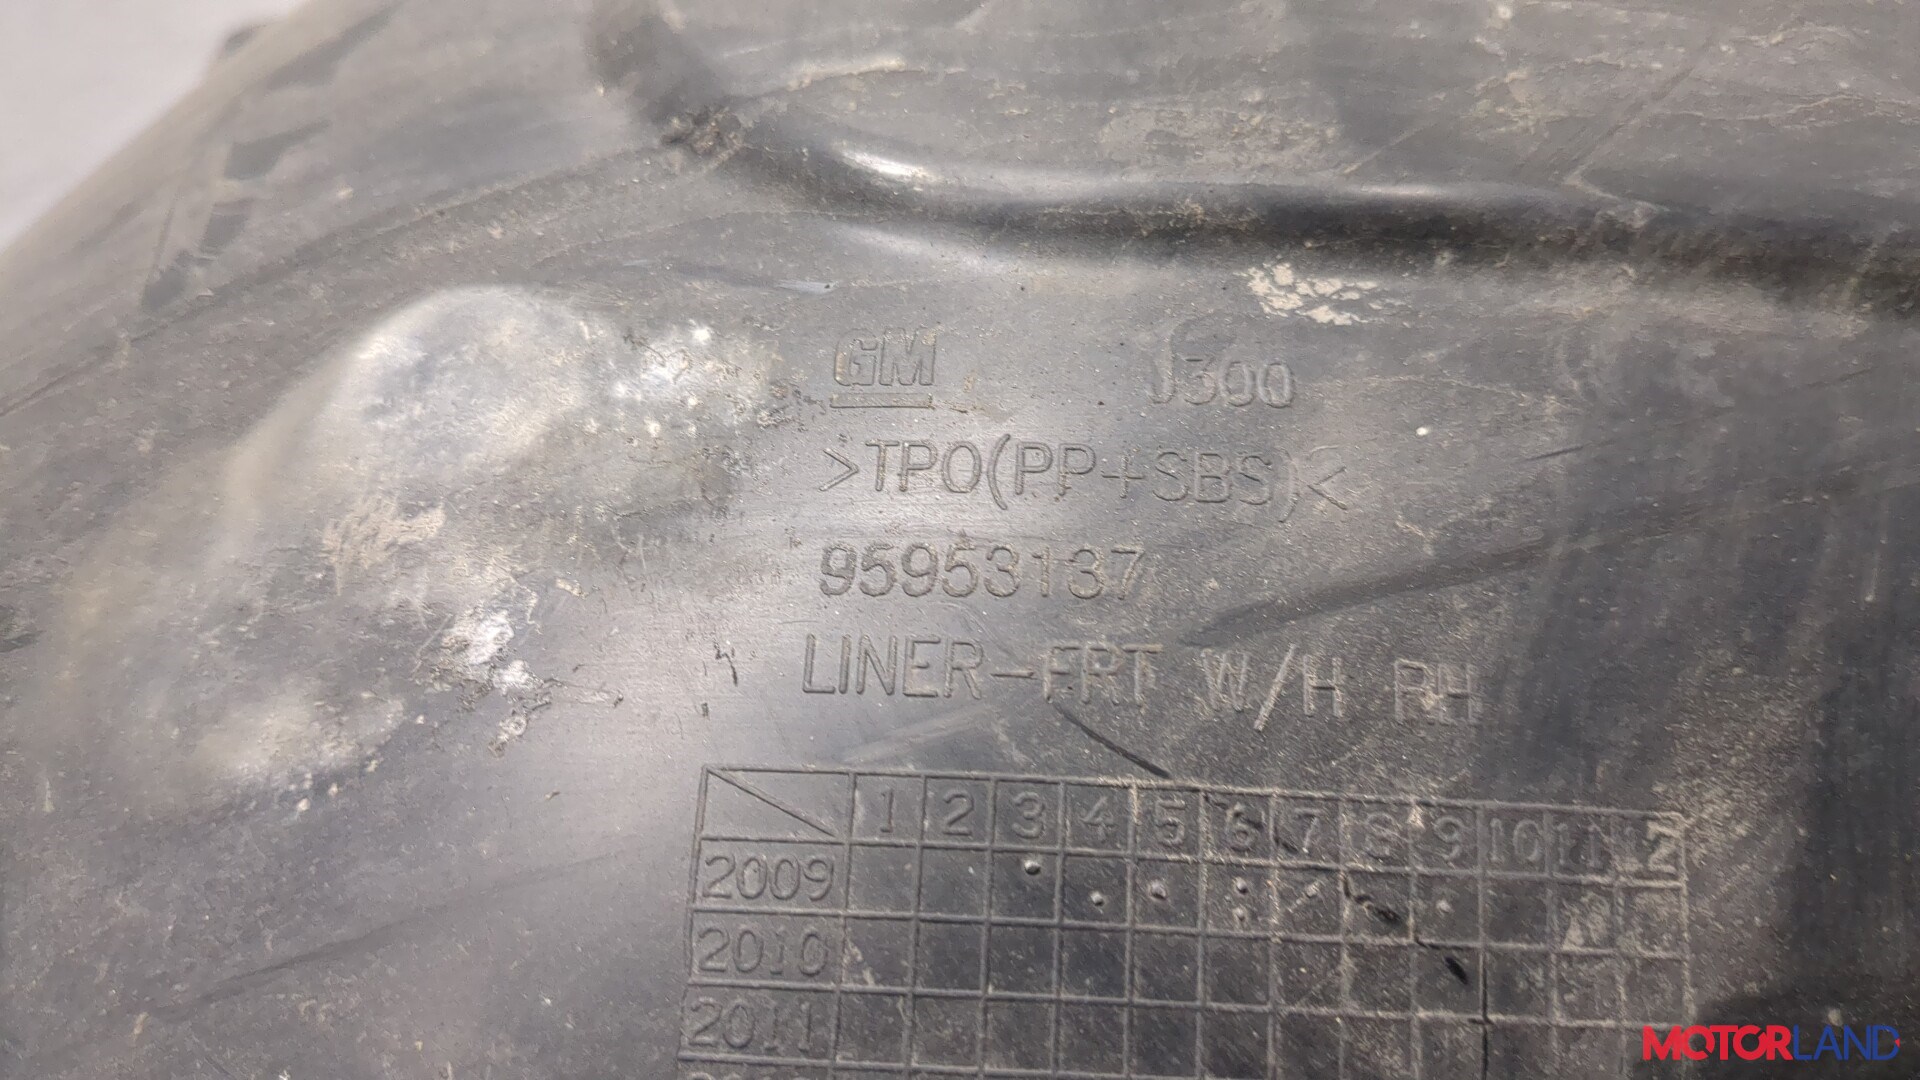 GM J300
>TPO(PP+SBS)<
95953137
LINER-FRT W/H RH
1 2 3 4 5 6 7 8 9 10 11 12
2009
2010
2011
MOTORLAND